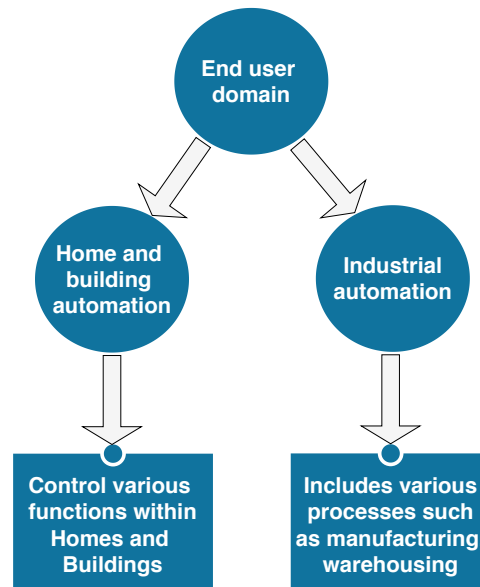 End user
domain
Home and
building
automation
Industrial
automation
Control various
functions within
Homes and
Buildings
Includes various
processes such
as manufacturing
warehousing